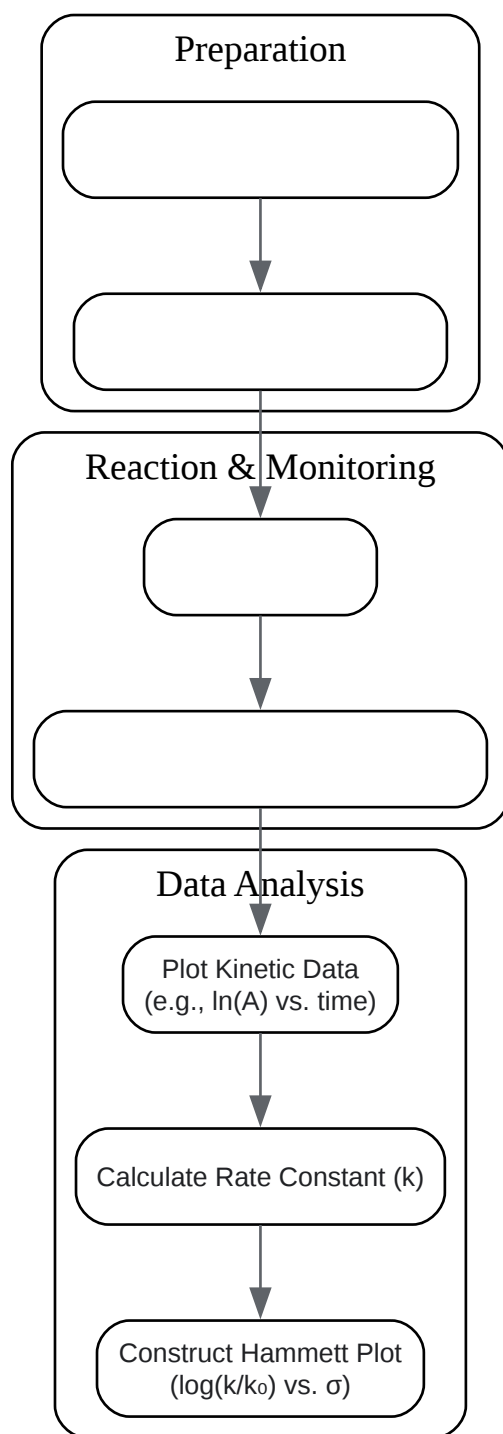 Preparation
Reaction & Monitoring
Data Analysis
Plot Kinetic Data
(e.g., ln(A) vs. time)
Calculate Rate Constant (k)
Construct Hammett Plot
(log(k/k₀) vs. σ)